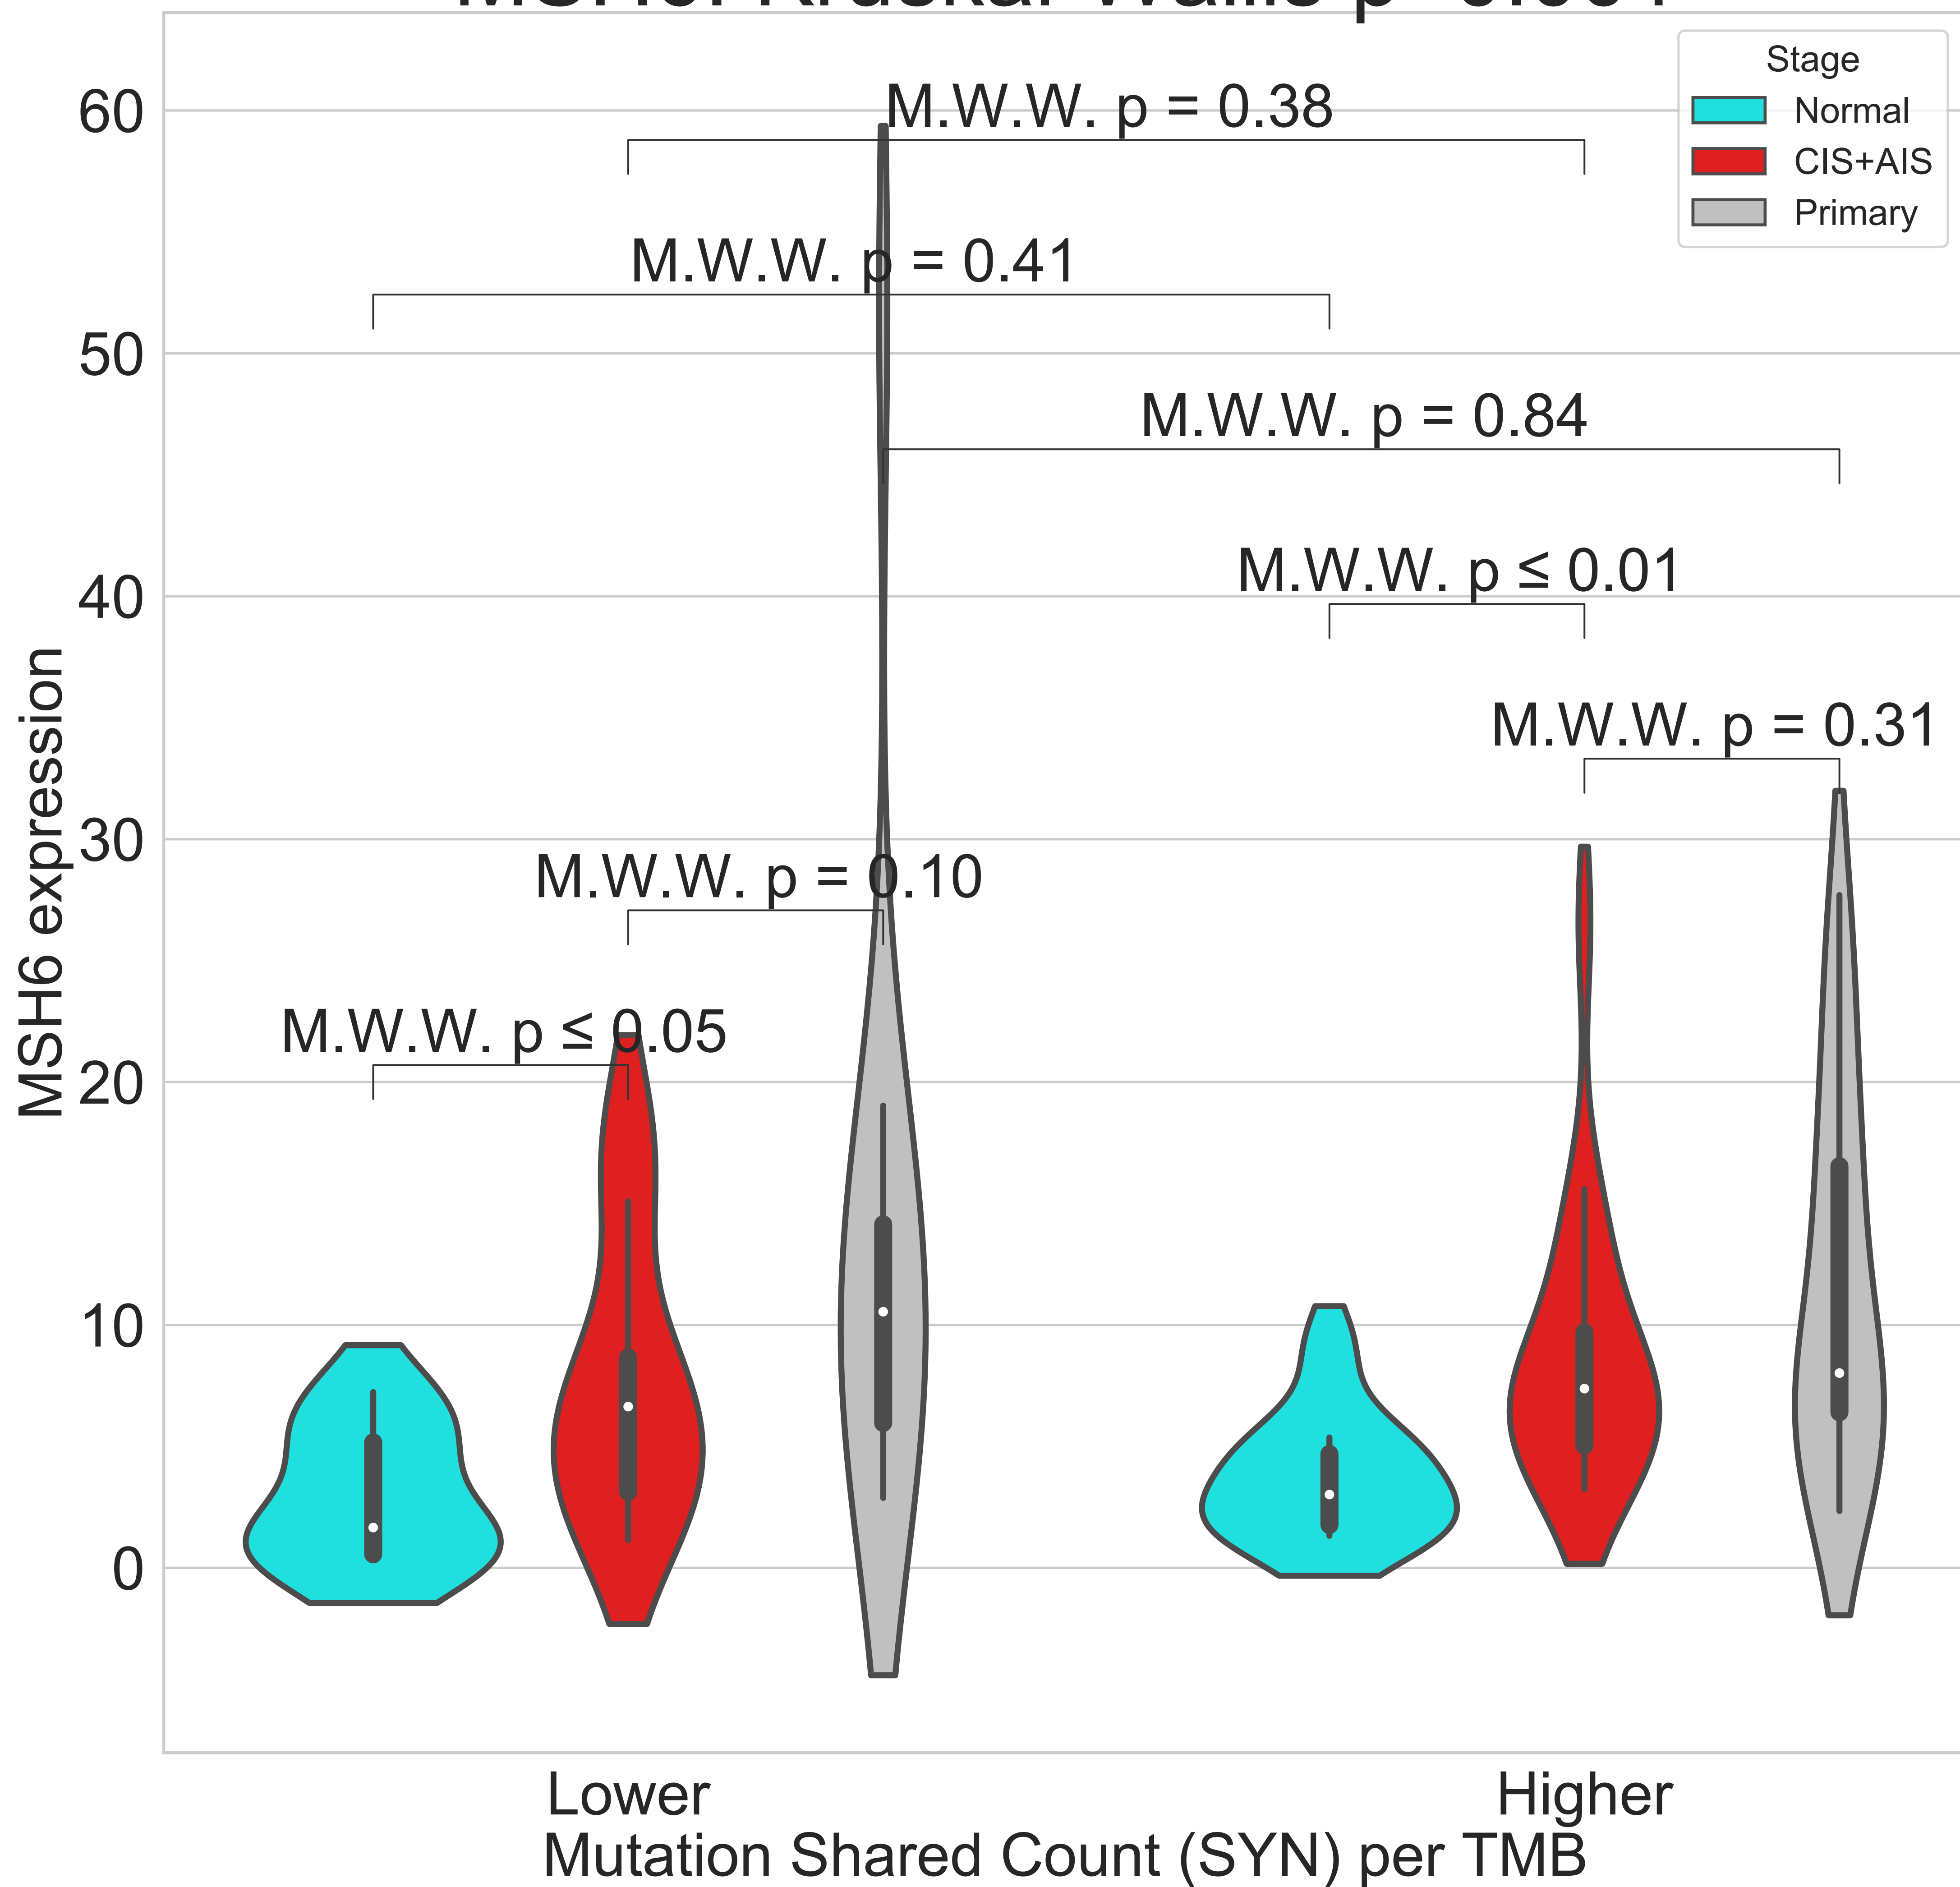 Stage
Normal
CIS+AIS
Primary
M.W.W. p = 0.38
M.W.W. p = 0.41
M.W.W. p = 0.84
M.W.W. p ≤ 0.01
M.W.W. p = 0.31
M.W.W. p = 0.10
M.W.W. p ≤ 0.05
60
50
40
30
20
10
0
MSH6 expression
Lower
Higher
Mutation Shared Count (SYN) per TMB